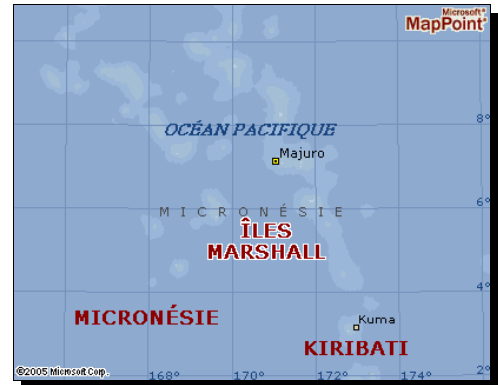 Microsoft®
MapPoint®
OCÉAN PACIFIQUE
8°
Majuro
MICRONÉSIE
6°
ÎLES
MARSHALL
4°
MICRONÉSIE
Kuma
KIRIBATI
©2005 Microsoft Corp.
168° 170° 172° 174° 2°